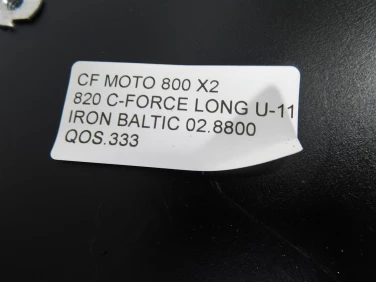 CF MOTO 800 X2
820 C-FORCE LONG U-11
IRON BALTIC 02.8800
QOS.333